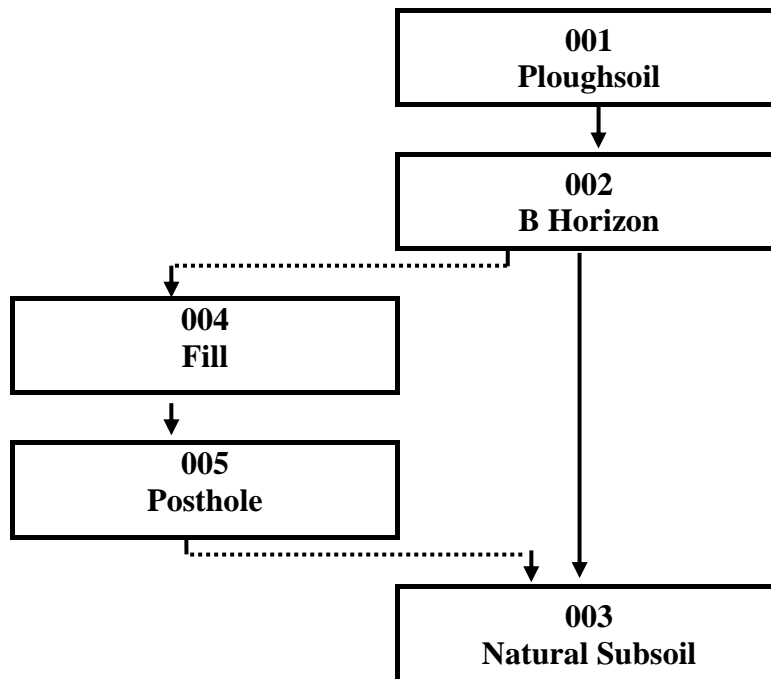 001
Ploughsoil
002
B Horizon
004
Fill
005
Posthole
003
Natural Subsoil